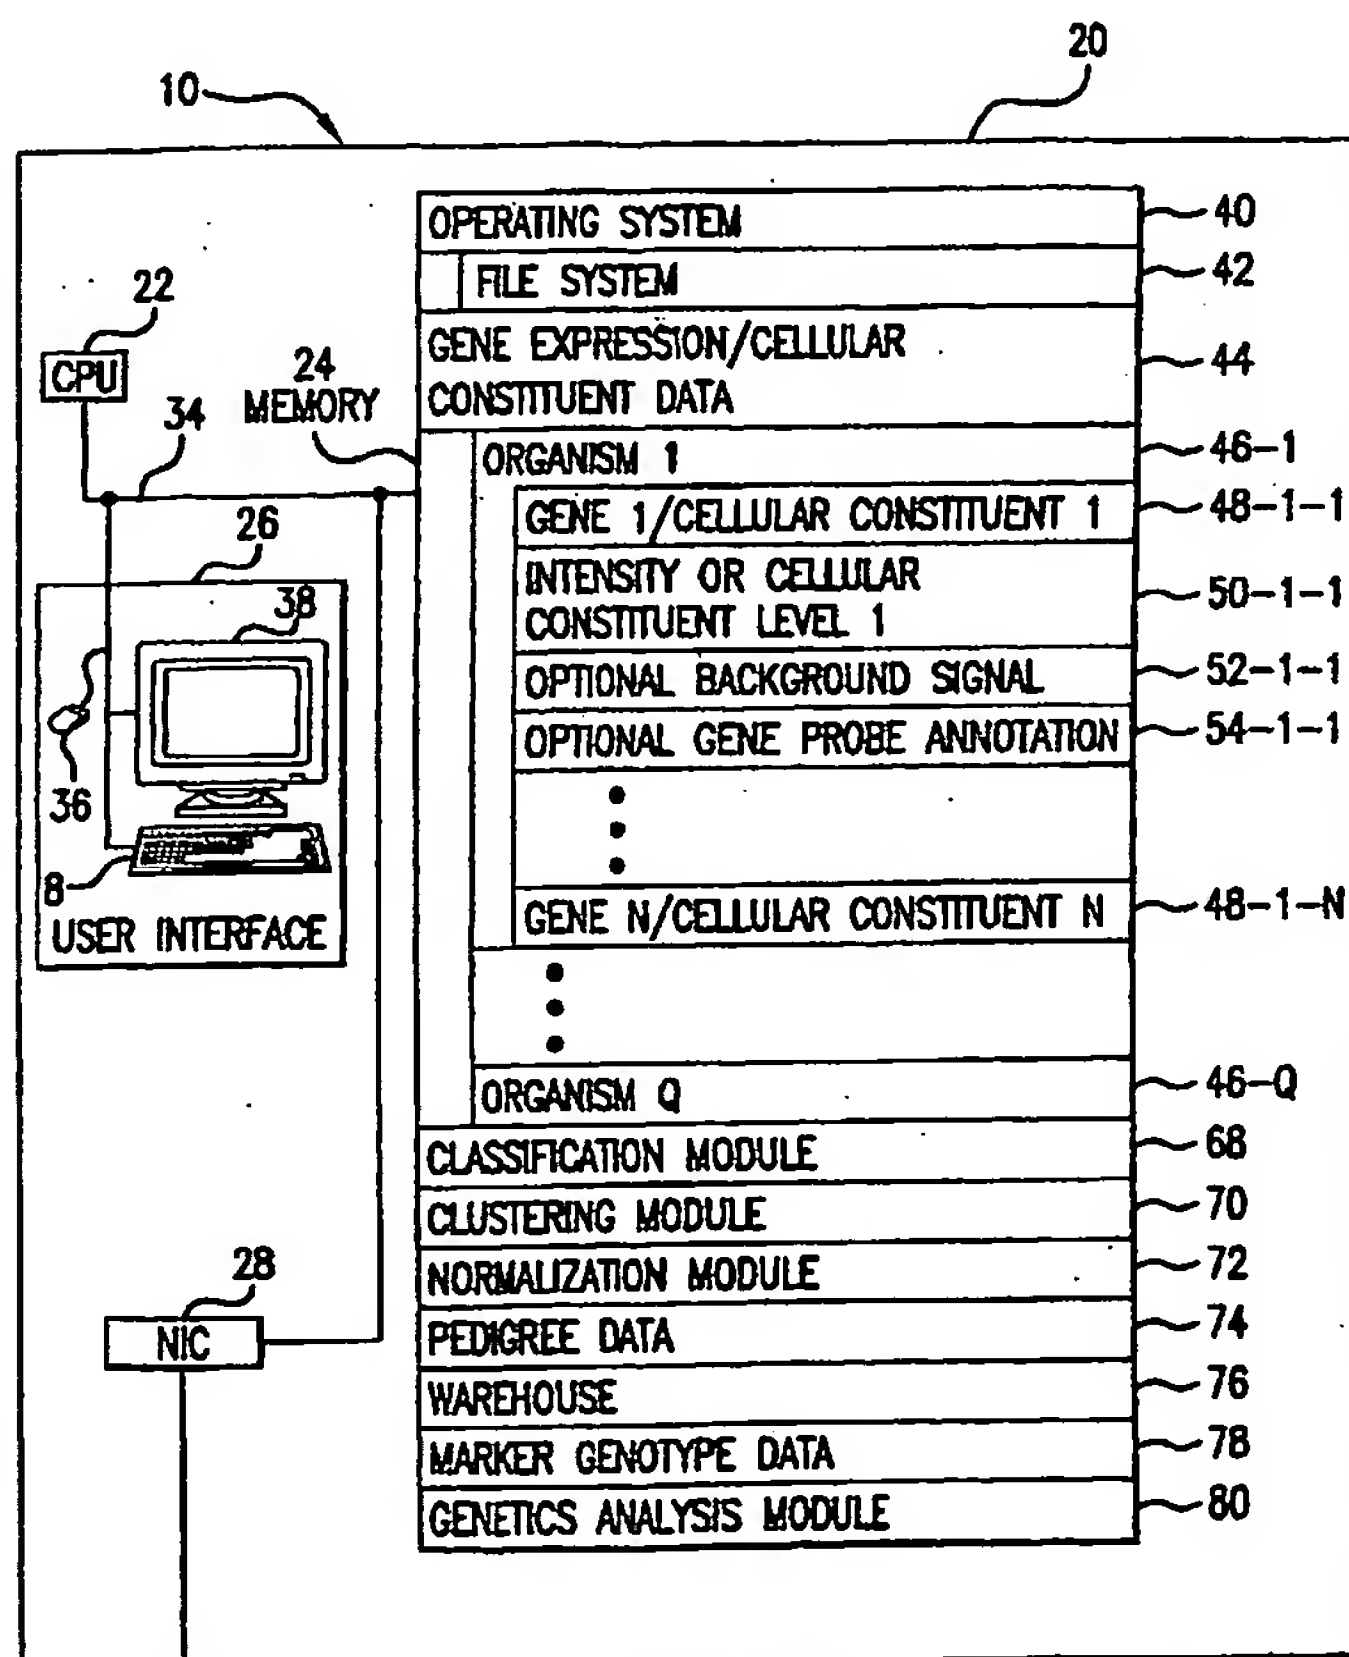 10
20
OPERATING SYSTEM 40
FILE SYSTEM 42
GENE EXPRESSION/CELLULAR
CONSTITUENT DATA 44
22
CPU
24
MEMORY
34
ORGANISM 1 46-1
GENE 1/CELLULAR CONSTITUENT 1 48-1-1
INTENSITY OR CELLULAR
CONSTITUENT LEVEL 1 50-1-1
OPTIONAL BACKGROUND SIGNAL 52-1-1
OPTIONAL GENE PROBE ANNOTATION 54-1-1
GENE N/CELLULAR CONSTITUENT N 48-1-N
ORGANISM Q 46-Q
26
38
36
8
USER INTERFACE
CLASSIFICATION MODULE 68
CLUSTERING MODULE 70
NORMALIZATION MODULE 72
PEDIGREE DATA 74
WAREHOUSE 76
MARKER GENOTYPE DATA 78
GENETICS ANALYSIS MODULE 80
28
NIC